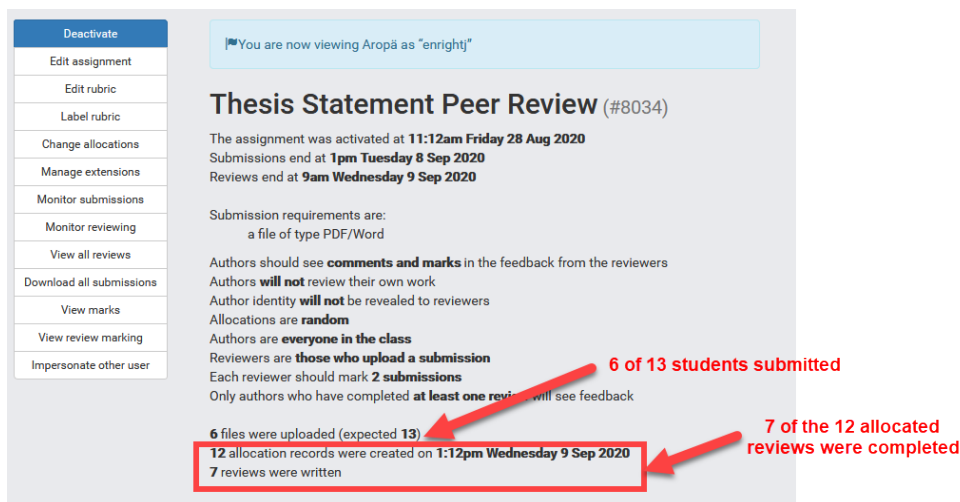 Deactivate
Edit assignment
Edit rubric
Label rubric
Change allocations
Manage extensions
Monitor submissions
Monitor reviewing
View all reviews
Download all submissions
View marks
View review marking
Impersonate other user
You are now viewing Aropä as "enrightj"
Thesis Statement Peer Review (#8034)
The assignment was activated at 11:12am Friday 28 Aug 2020
Submissions end at 1pm Tuesday 8 Sep 2020
Reviews end at 9am Wednesday 9 Sep 2020
Submission requirements are:
a file of type PDF/Word
Authors should see comments and marks in the feedback from the reviewers
Authors will not review their own work
Author identity will not be revealed to reviewers
Allocations are random
Authors are everyone in the class
Reviewers are those who upload a submission
Each reviewer should mark 2 submissions
Only authors who have completed at least one review will see feedback
6 files were uploaded (expected 13)
12 allocation records were created on 1:12pm Wednesday 9 Sep 2020
7 reviews were written
6 of 13 students submitted
7 of the 12 allocated
reviews were completed